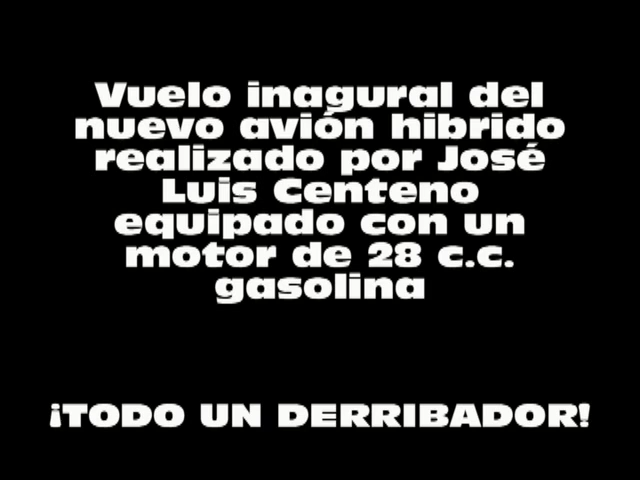 Vuelo inagural del
nuevo avión hibrido
realizado por José
Luis Centeno
equipado con un
motor de 28 c.c.
gasolina
¡TODO UN DERRIBADOR!